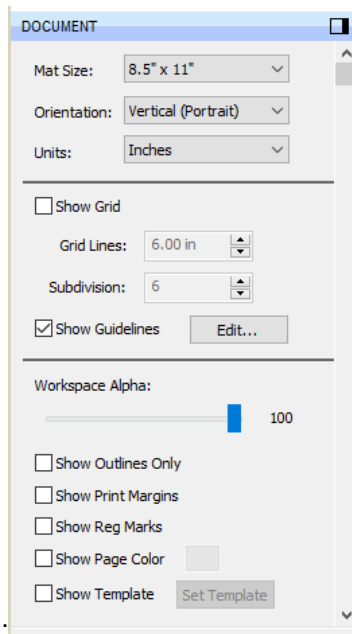 DOCUMENT
Mat Size: 8.5" x 11"
Orientation: Vertical (Portrait)
Units: Inches
Show Grid
Grid Lines: 6.00 in
Subdivision: 6
Show Guidelines Edit...
Workspace Alpha:
100
Show Outlines Only
Show Print Margins
Show Reg Marks
Show Page Color
Show Template Set Template
.